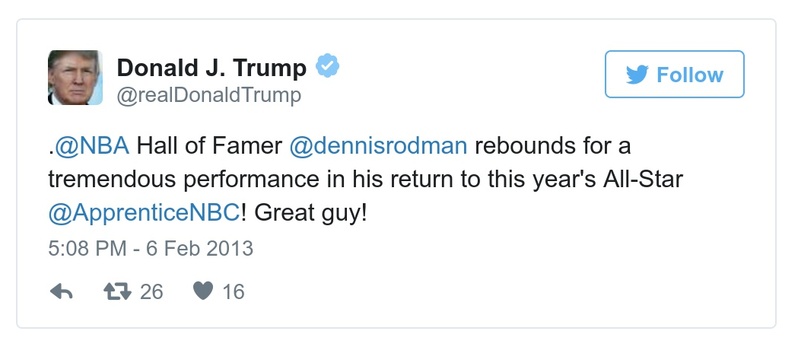 Donald J. Trump
@realDonaldTrump
Follow
.@NBA Hall of Famer @dennisrodman rebounds for a
tremendous performance in his return to this year's All-Star
@ApprenticeNBC! Great guy!
5:08 PM - 6 Feb 2013
26 16